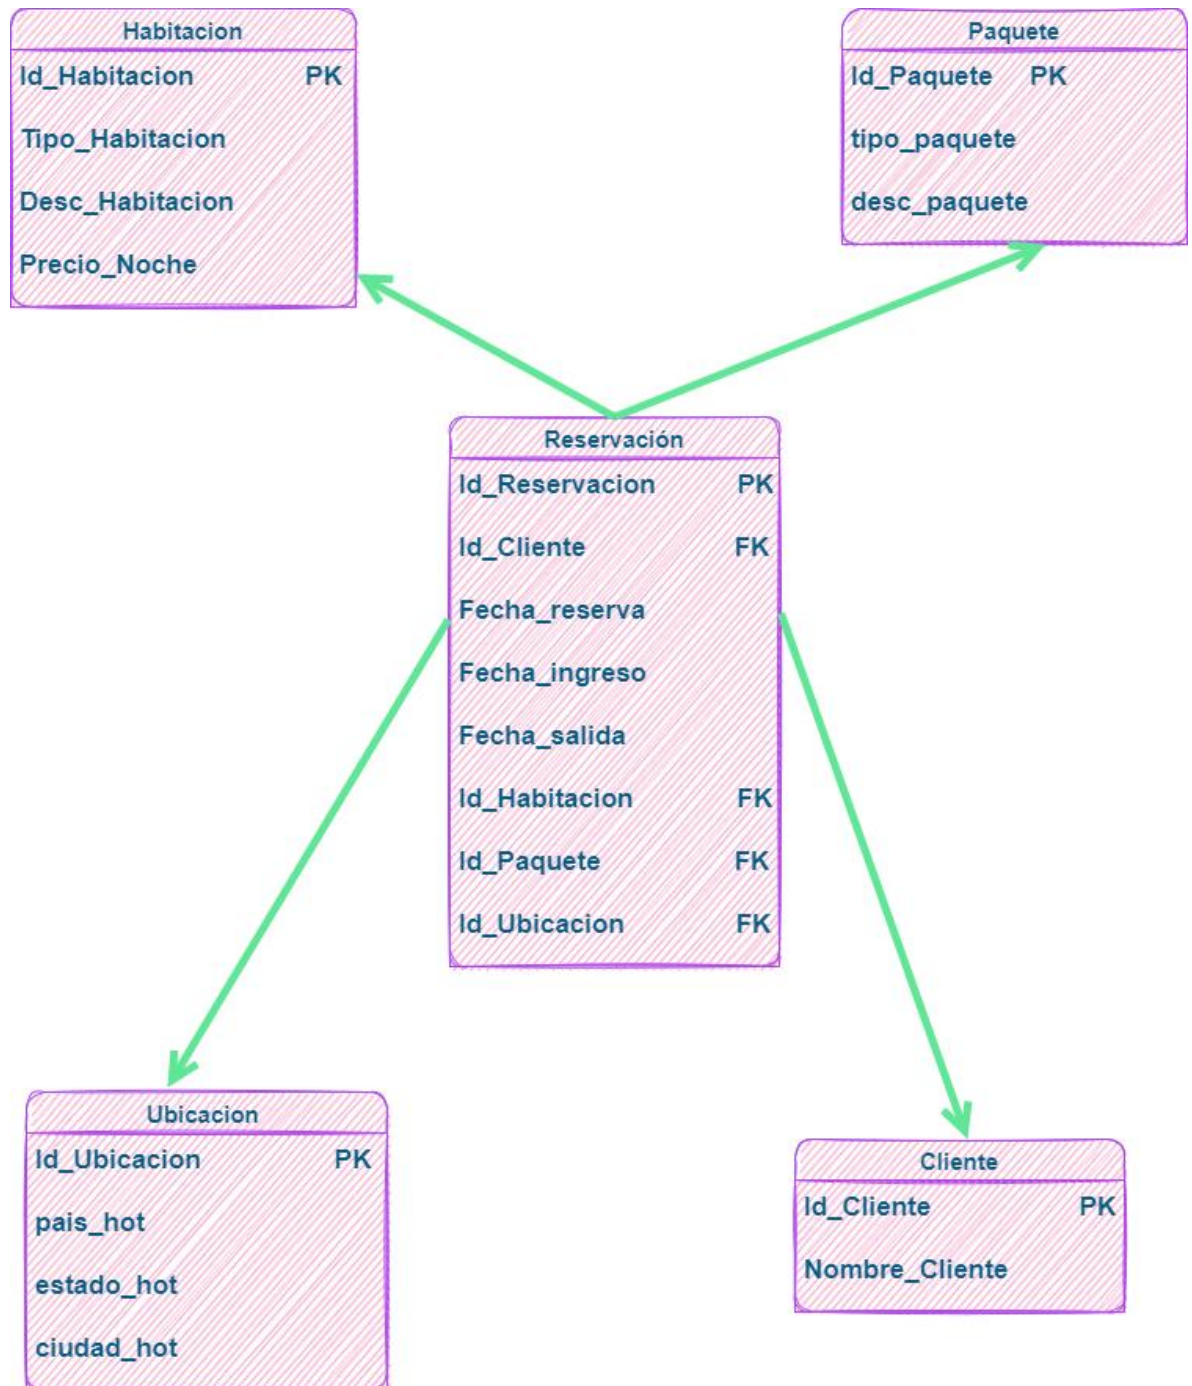 Habitacion
Id_Habitacion PK
Tipo_Habitacion
Desc_Habitacion
Precio_Noche
Paquete
Id_Paquete PK
tipo_paquete
desc_paquete
Reservación
Id_Reservacion PK
Id_Cliente FK
Fecha_reserva
Fecha_ingreso
Fecha_salida
Id_Habitacion FK
Id_Paquete FK
Id_Ubicacion FK
Ubicacion
Id_Ubicacion PK
pais_hot
estado_hot
ciudad_hot
Cliente
Id_Cliente PK
Nombre_Cliente